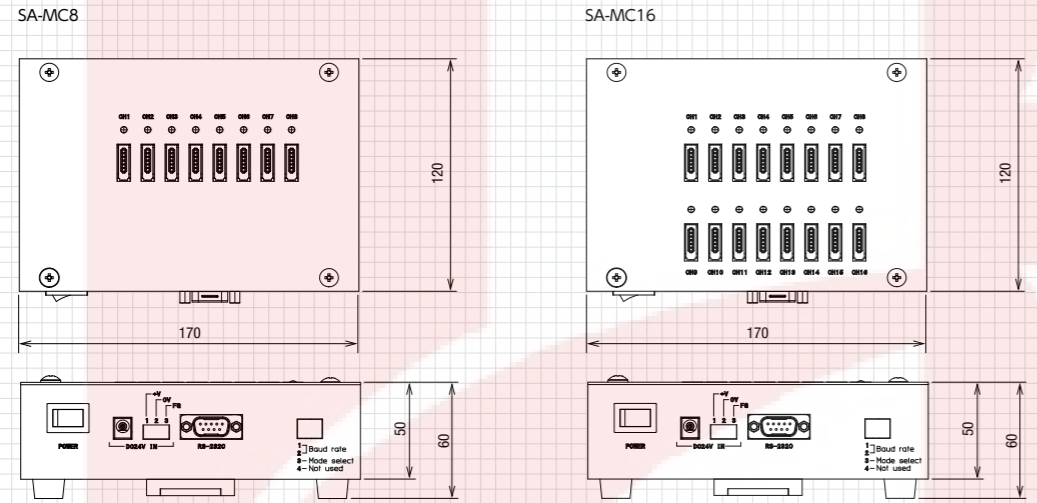 SA-MC8
SA-MC16
CH1 CH2 CH3 CH4 CH5 CH6 CH7 CH8
120
170
CH1 CH2 CH3 CH4 CH5 CH6 CH7 CH8
CH9 CH10 CH11 CH12 CH13 CH14 CH15 CH16
120
170
+V
0V
FG
1 2 3
POWER
DC24V IN
RS-232C
1
2
Baud rate
3 Mode select
4 Not used
50
60
+V
0V
FG
1 2 3
POWER
DC24V IN
RS-232C
1
2
Baud rate
3 Mode select
4 Not used
50
60